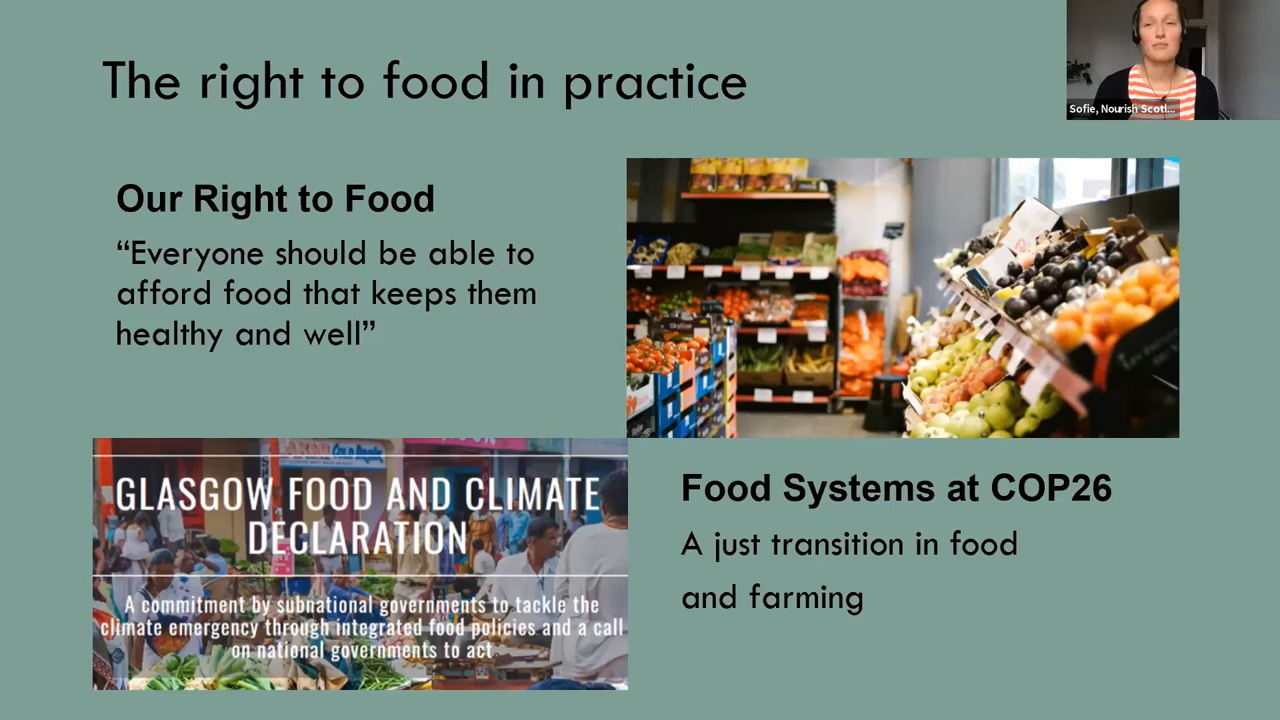 The right to food in practice
Sofie, Nourish Scotl...
Our Right to Food
“Everyone should be able to
afford food that keeps them
healthy and well”
GLASGOW FOOD AND CLIMATE
DECLARATION
A commitment by subnational governments to tackle the
climate emergency through integrated food policies and a call
on national governments to act
Food Systems at COP26
A just transition in food
and farming